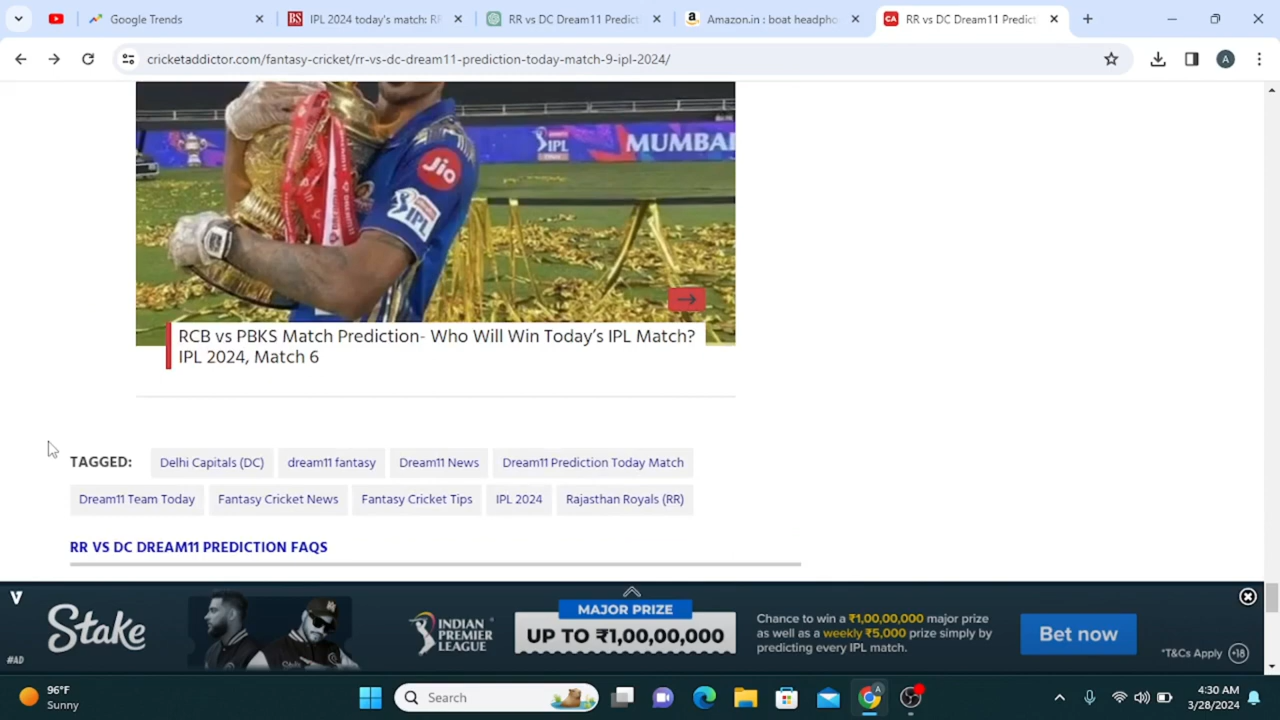 Google Trends
BS
IPL 2024 today's match: RR
RR vs DC Dream11 Predicti
Amazon.in : boat headpho
CA
RR vs DC Dream11 Predict
cricketaddictor.com/fantasy-cricket/rr-vs-dc-dream11-prediction-today-match-9-ipl-2024/
A
IPL
MUMBAI
Jio
IPL
RCB vs PBKS Match Prediction- Who Will Win Today's IPL Match?
IPL 2024, Match 6
TAGGED:
Delhi Capitals (DC)
dream11 fantasy
Dream11 News
Dream11 Prediction Today Match
Dream11 Team Today
Fantasy Cricket News
Fantasy Cricket Tips
IPL 2024
Rajasthan Royals (RR)
RR VS DC DREAM11 PREDICTION FAQS
V
Stake
#AD
INDIAN
PREMIER
LEAGUE
MAJOR PRIZE
UP TO ₹1,00,00,000
Chance to win a ₹1,00,00,000 major prize
as well as a weekly ₹5,000 prize simply by
predicting every IPL match.
Bet now
*T&Cs Apply
+18
96°F
Sunny
Search
A
4:30 AM
3/28/2024